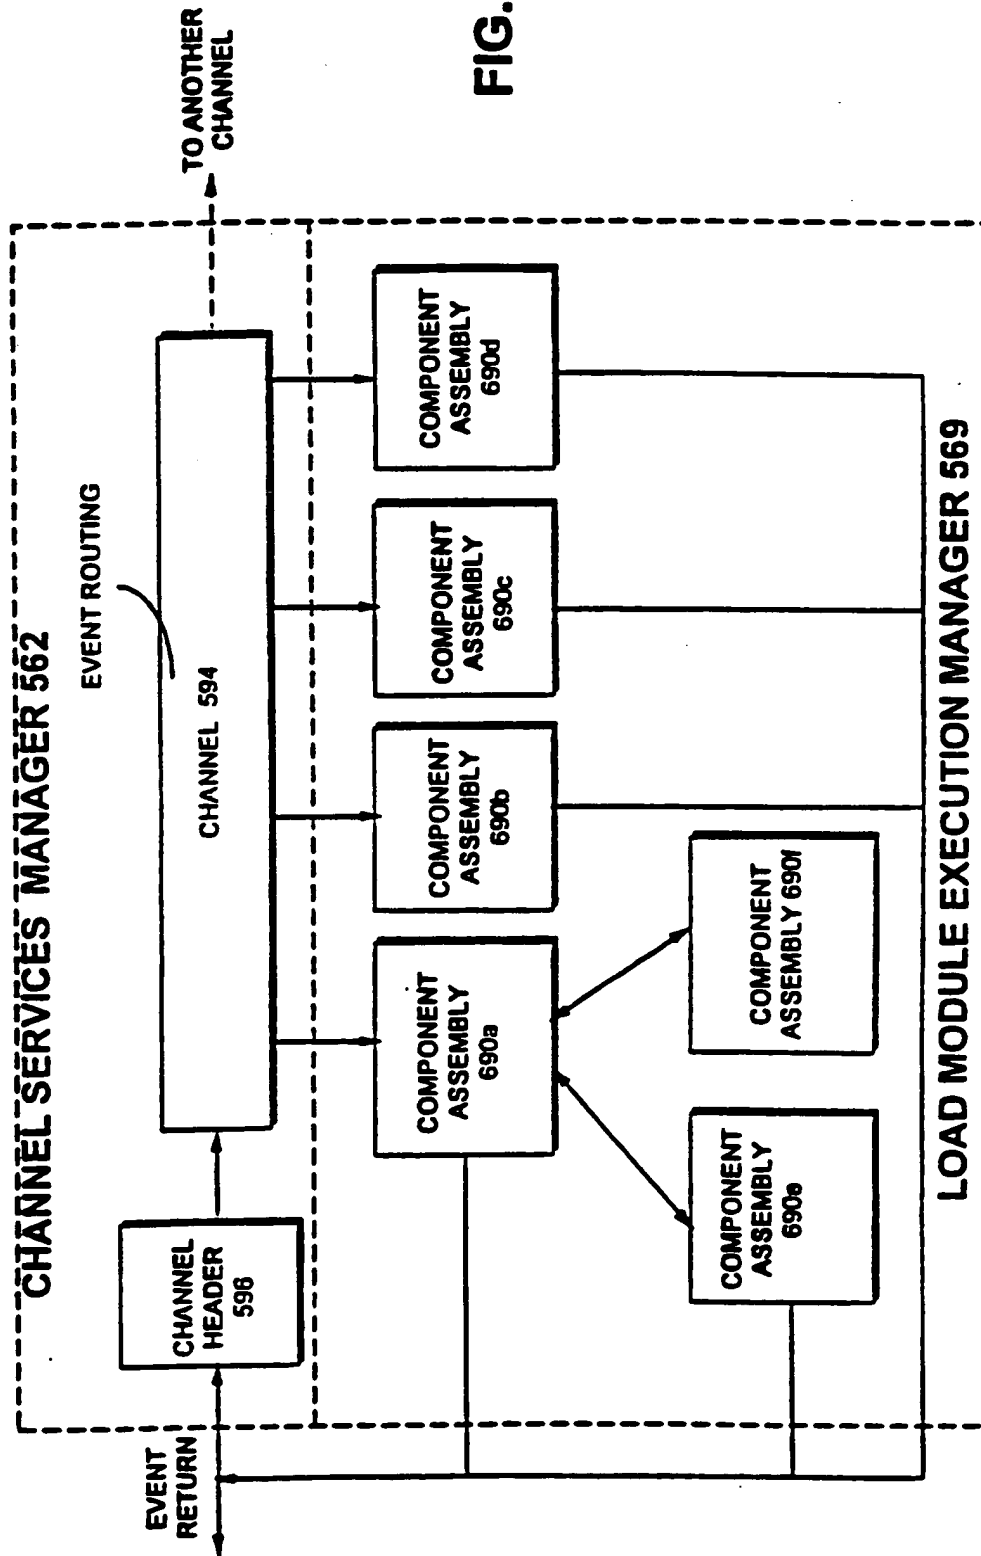 CHANNEL SERVICES MANAGER 562
EVENT ROUTING
TO ANOTHER
CHANNEL
EVENT
RETURN
CHANNEL
HEADER
596
CHANNEL 594
COMPONENT
ASSEMBLY
690a
COMPONENT
ASSEMBLY
690b
COMPONENT
ASSEMBLY
690c
COMPONENT
ASSEMBLY
690d
COMPONENT
ASSEMBLY
690e
COMPONENT
ASSEMBLY 690f
LOAD MODULE EXECUTION MANAGER 569
FIG.